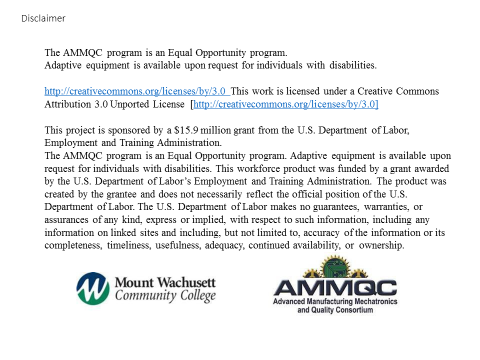 Disclaimer
The AMMQC program is an Equal Opportunity program.
Adaptive equipment is available upon request for individuals with disabilities.
http://creativecommons.org/licenses/by/3.0 This work is licensed under a Creative Commons
Attribution 3.0 Unported License [http://creativecommons.org/licenses/by/3.0]
This project is sponsored by a $15.9 million grant from the U.S. Department of Labor,
Employment and Training Administration.
The AMMQC program is an Equal Opportunity program. Adaptive equipment is available upon
request for individuals with disabilities. This workforce product was funded by a grant awarded
by the U.S. Department of Labor's Employment and Training Administration. The product was
created by the grantee and does not necessarily reflect the official position of the U.S.
Department of Labor. The U.S. Department of Labor makes no guarantees, warranties, or
assurances of any kind, express or implied, with respect to such information, including any
information on linked sites and including, but not limited to, accuracy of the information or its
completeness, timeliness, usefulness, adequacy, continued availability, or ownership.
Mount Wachusett
Community College
AMMQC
Advanced Manufacturing Mechatronics
and Quality Consortium